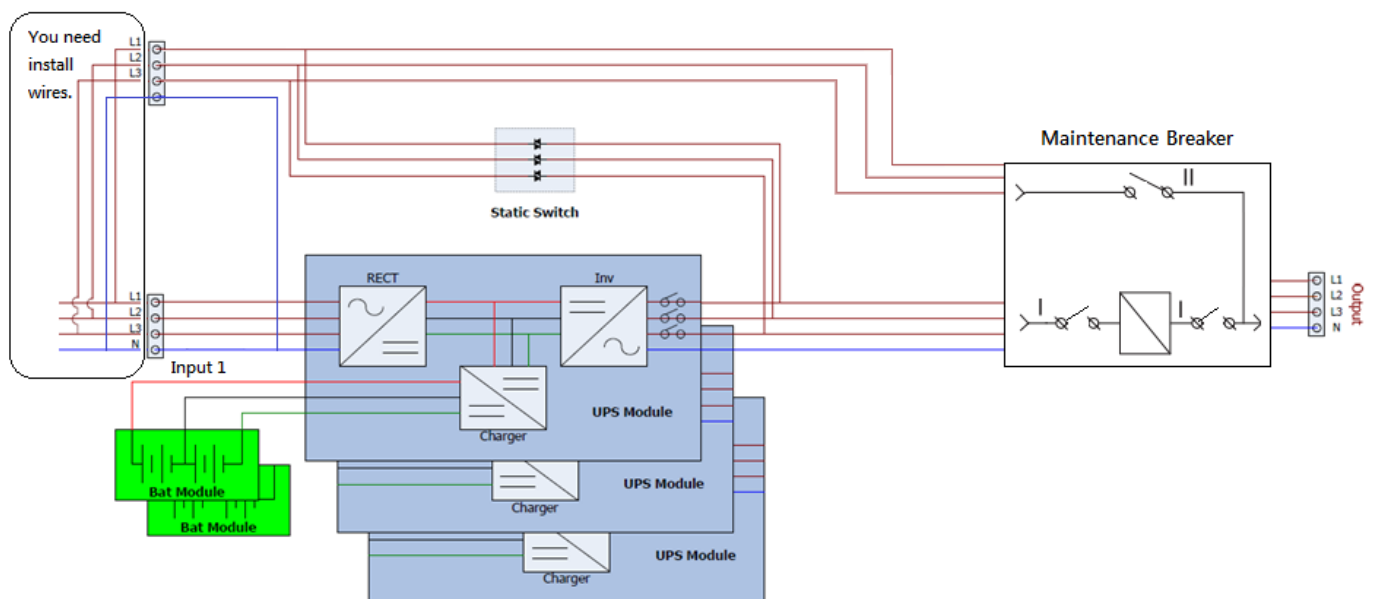 You need
install
wires.
L1
L2
L3
Maintenance Breaker
II
Static Switch
RECT
Inv
L1
L2
L3
N
I
I
L1
L2
L3
N
Output
Input 1
UPS Module
Charger
Bat Module
UPS Module
Charger
Bat Module
UPS Module
Charger